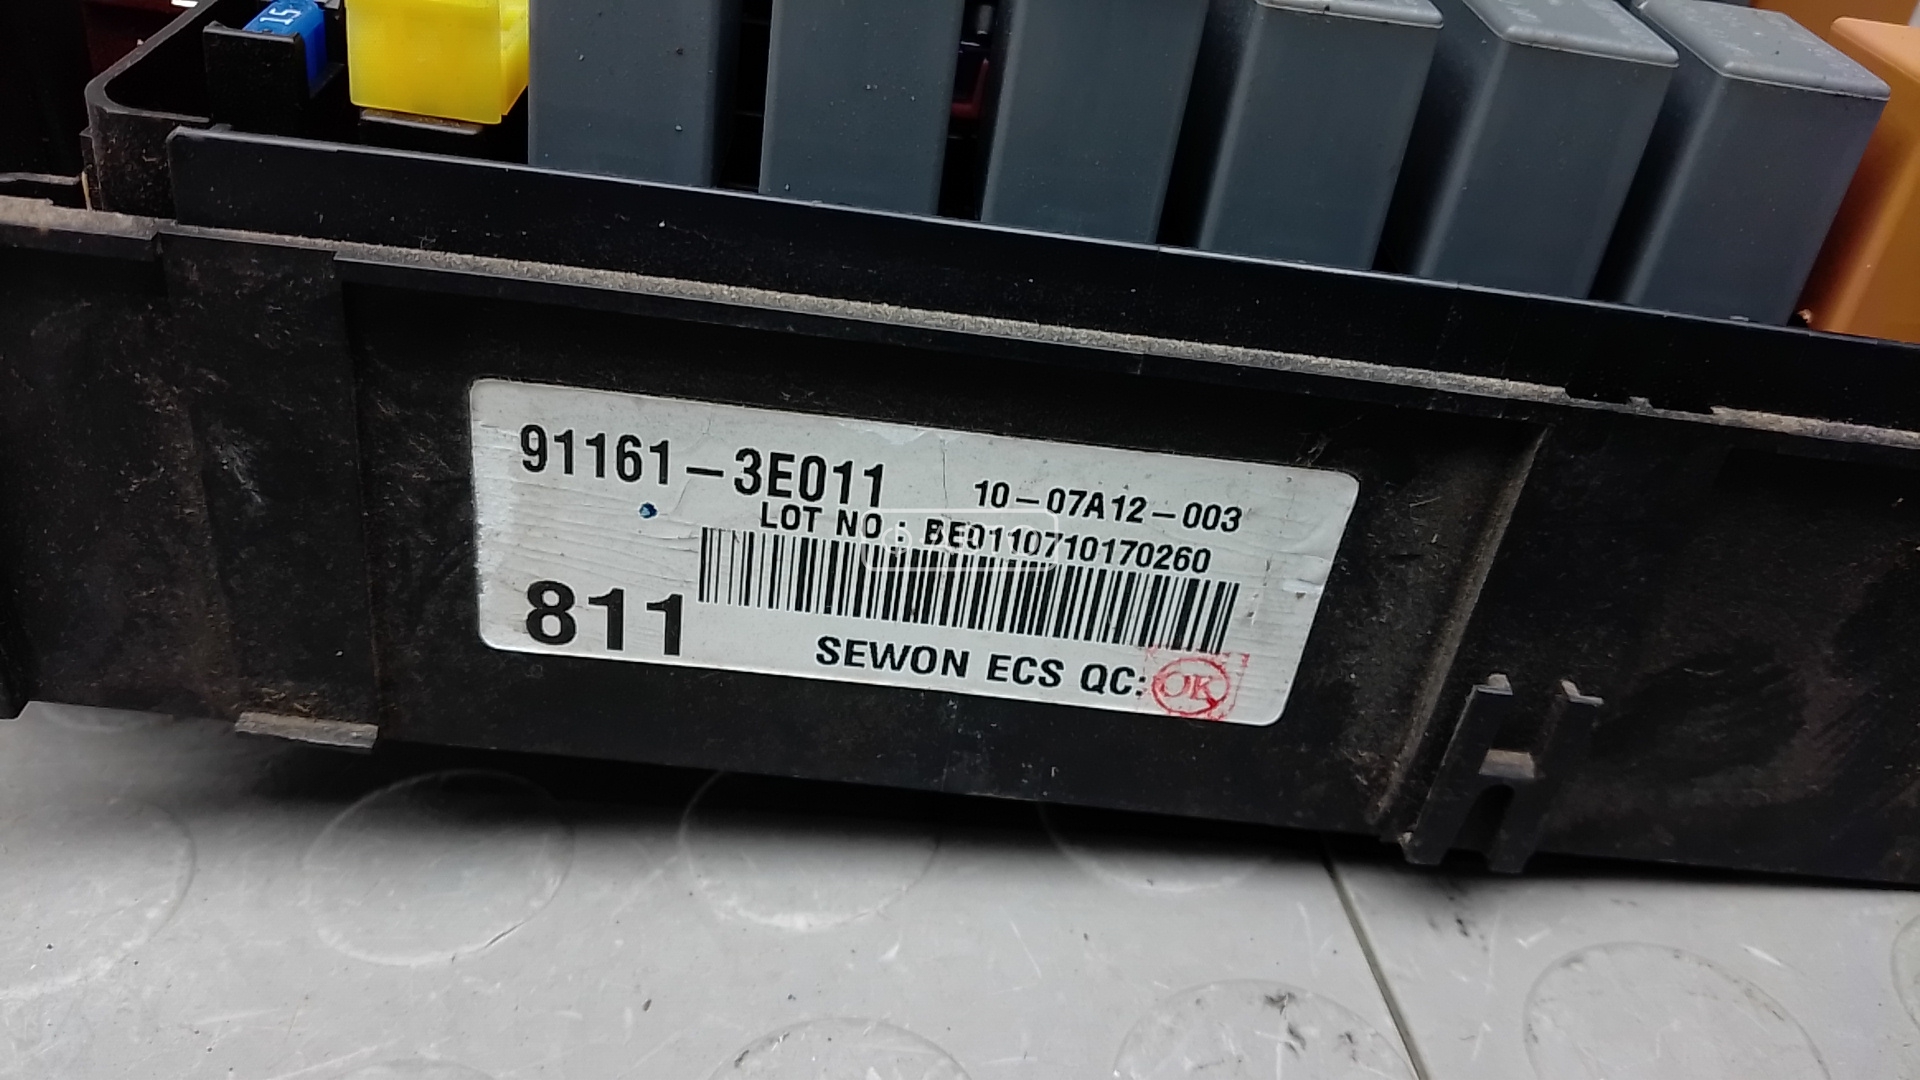 15
91161-3E011
10-07A12-003
LOT NO : BE0110710170260
811
SEWON ECS QC:
OK